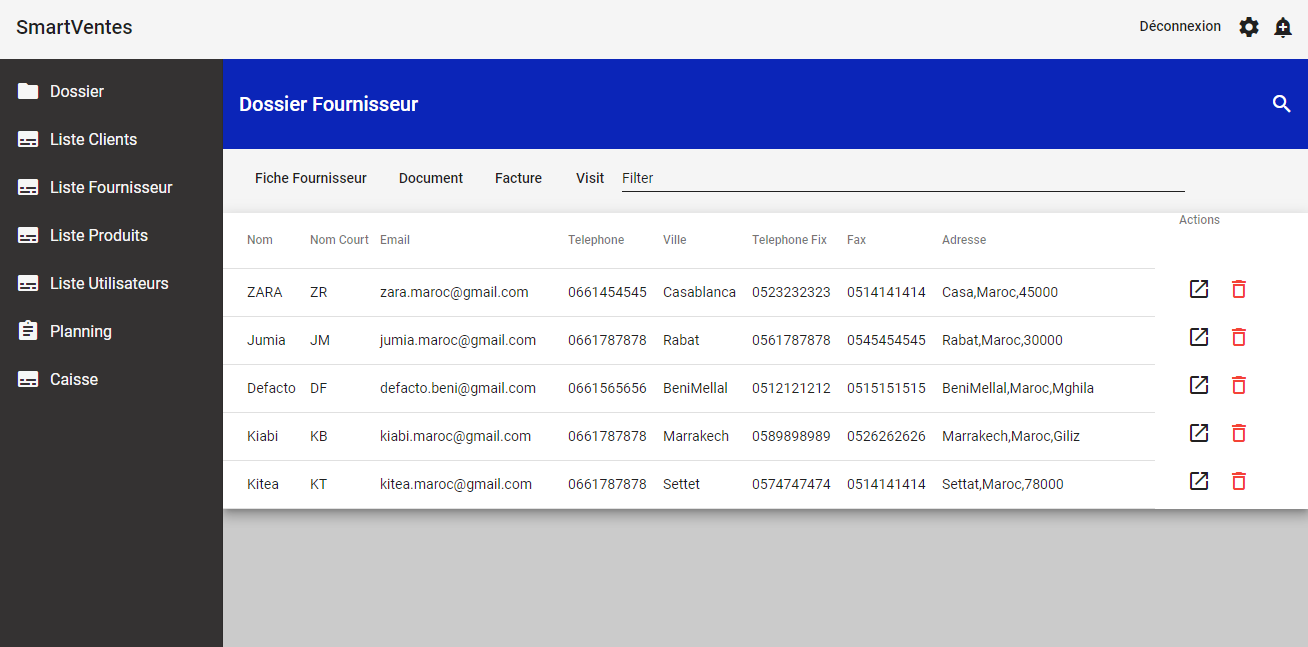 SmartVentes
Déconnexion
Dossier
Liste Clients
Liste Fournisseur
Liste Produits
Liste Utilisateurs
Planning
Caisse
Dossier Fournisseur
Fiche Fournisseur Document Facture Visit Filter
Nom Nom Court Email Telephone Ville Telephone Fix Fax Adresse Actions
ZARA ZR zara.maroc@gmail.com 0661454545 Casablanca 0523232323 0514141414 Casa,Maroc,45000
Jumia JM jumia.maroc@gmail.com 0661787878 Rabat 0561787878 0545454545 Rabat,Maroc,30000
Defacto DF defacto.beni@gmail.com 0661565656 BeniMellal 0512121212 0515151515 BeniMellal,Maroc,Mghila
Kiabi KB kiabi.maroc@gmail.com 0661787878 Marrakech 0589898989 0526262626 Marrakech,Maroc,Giliz
Kitea KT kitea.maroc@gmail.com 0661787878 Settet 0574747474 0514141414 Settat,Maroc,78000